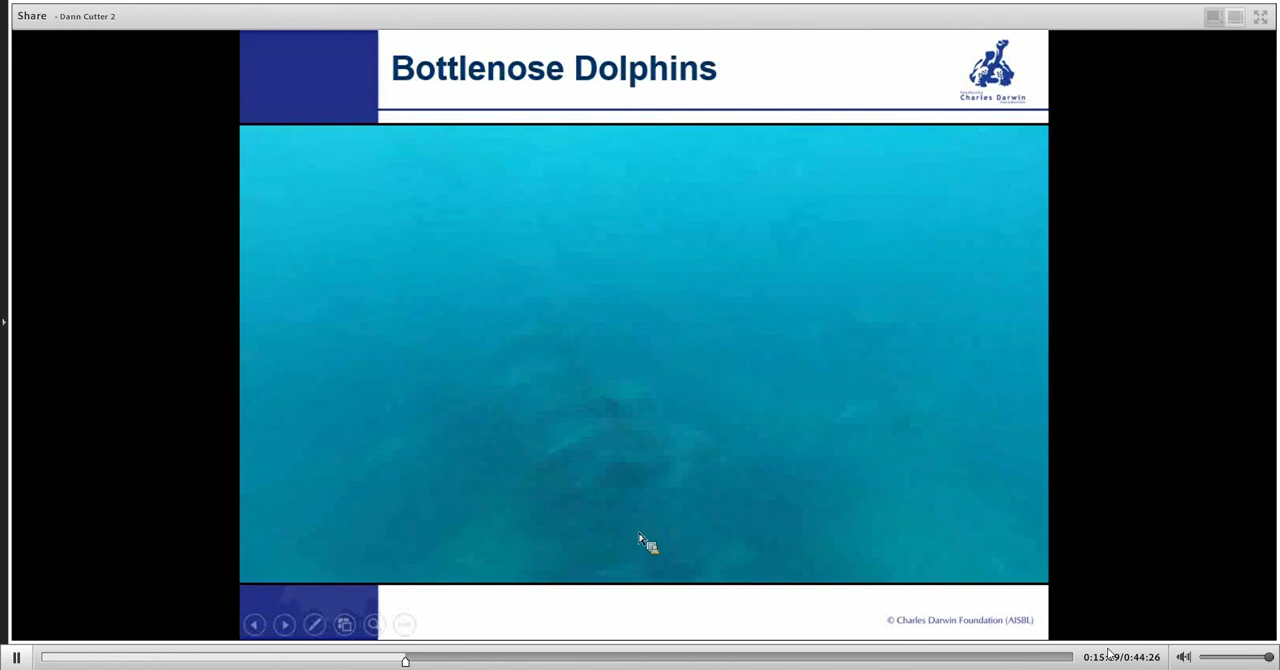 Share - Dann Cutter 2
Bottlenose Dolphins
Charles Darwin
© Charles Darwin Foundation (AISBL)
/0:44:26